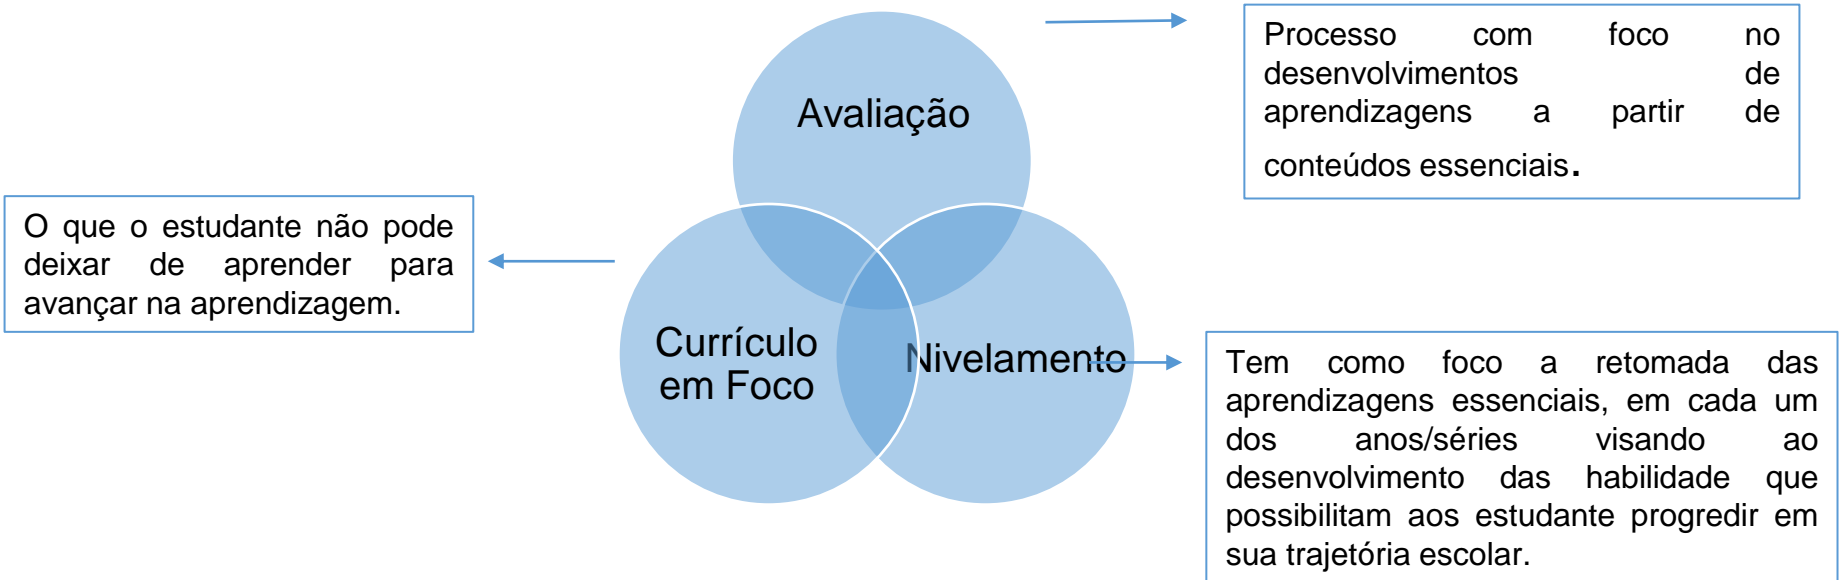 Avaliação
Processo com foco no
desenvolvimentos de
aprendizagens a partir de
conteúdos essenciais.
O que o estudante não pode
deixar de aprender para
avançar na aprendizagem.
Currículo
em Foco
Nivelamento
Tem como foco a retomada das
aprendizagens essenciais, em cada um
dos anos/séries visando ao
desenvolvimento das habilidade que
possibilitam aos estudante progredir em
sua trajetória escolar.